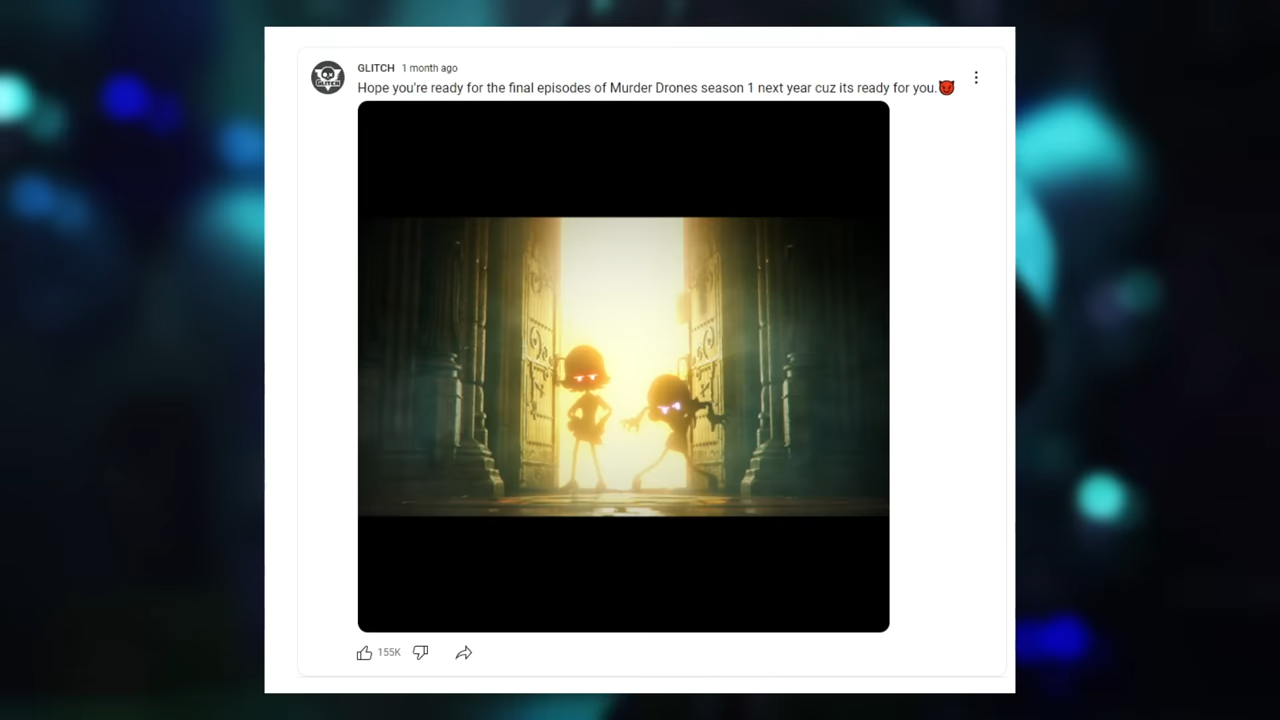 GLITCH 1 month ago
Hope you're ready for the final episodes of Murder Drones season 1 next year cuz its ready for you.😈
GLITCH
155K